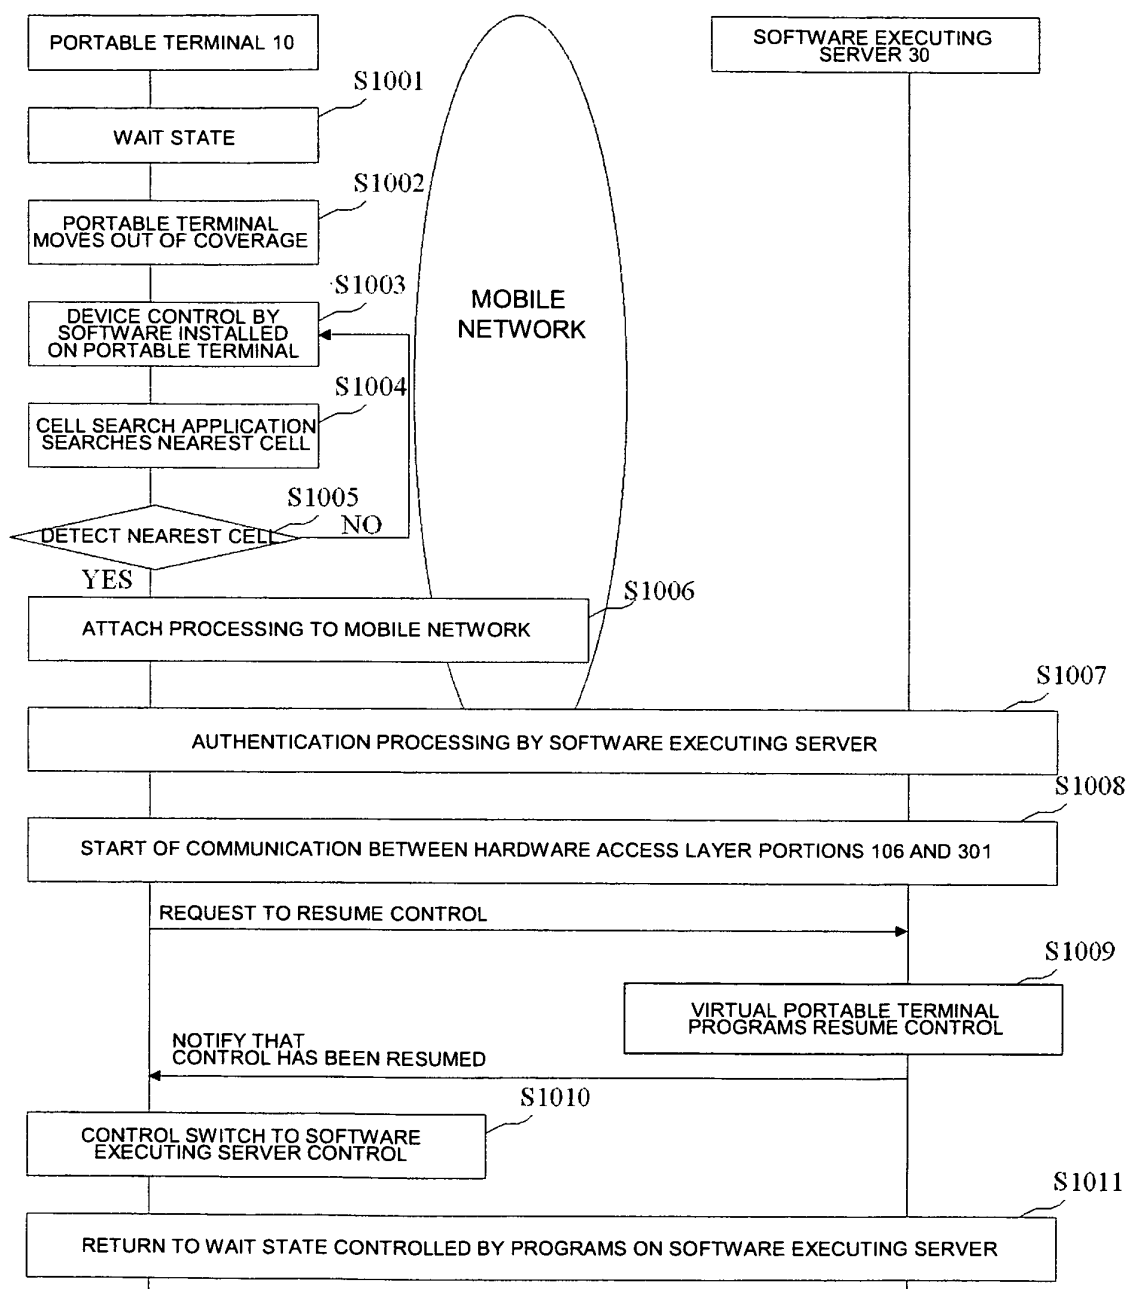 PORTABLE TERMINAL 10
SOFTWARE EXECUTING
SERVER 30
S1001
WAIT STATE
S1002
PORTABLE TERMINAL
MOVES OUT OF COVERAGE
S1003
DEVICE CONTROL BY
SOFTWARE INSTALLED
ON PORTABLE TERMINAL
MOBILE
NETWORK
S1004
CELL SEARCH APPLICATION
SEARCHES NEAREST CELL
S1005
DETECT NEAREST CELL
NO
YES
S1006
ATTACH PROCESSING TO MOBILE NETWORK
S1007
AUTHENTICATION PROCESSING BY SOFTWARE EXECUTING SERVER
S1008
START OF COMMUNICATION BETWEEN HARDWARE ACCESS LAYER PORTIONS 106 AND 301
REQUEST TO RESUME CONTROL
S1009
VIRTUAL PORTABLE TERMINAL
PROGRAMS RESUME CONTROL
NOTIFY THAT
CONTROL HAS BEEN RESUMED
S1010
CONTROL SWITCH TO SOFTWARE
EXECUTING SERVER CONTROL
S1011
RETURN TO WAIT STATE CONTROLLED BY PROGRAMS ON SOFTWARE EXECUTING SERVER